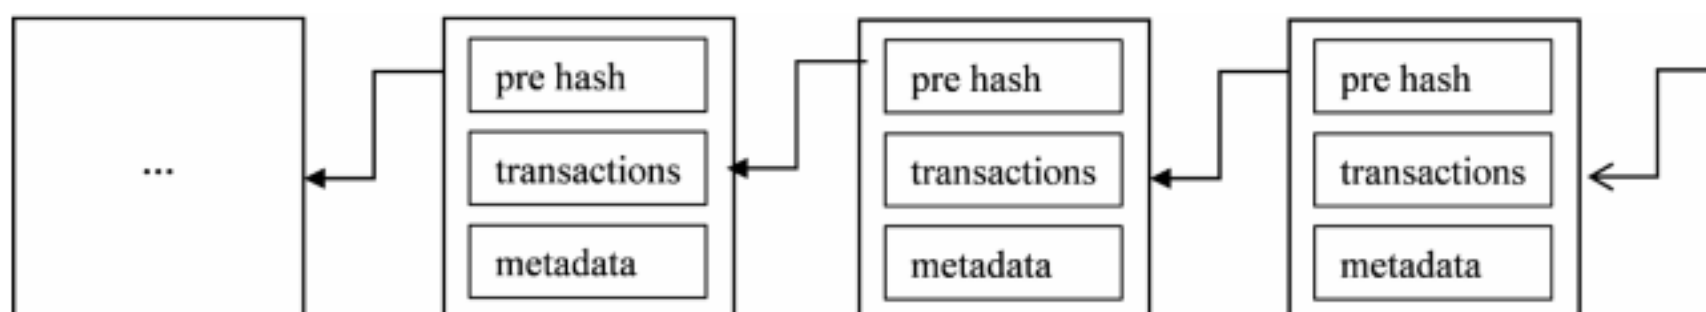 ...
pre hash
transactions
metadata
pre hash
transactions
metadata
pre hash
transactions
metadata